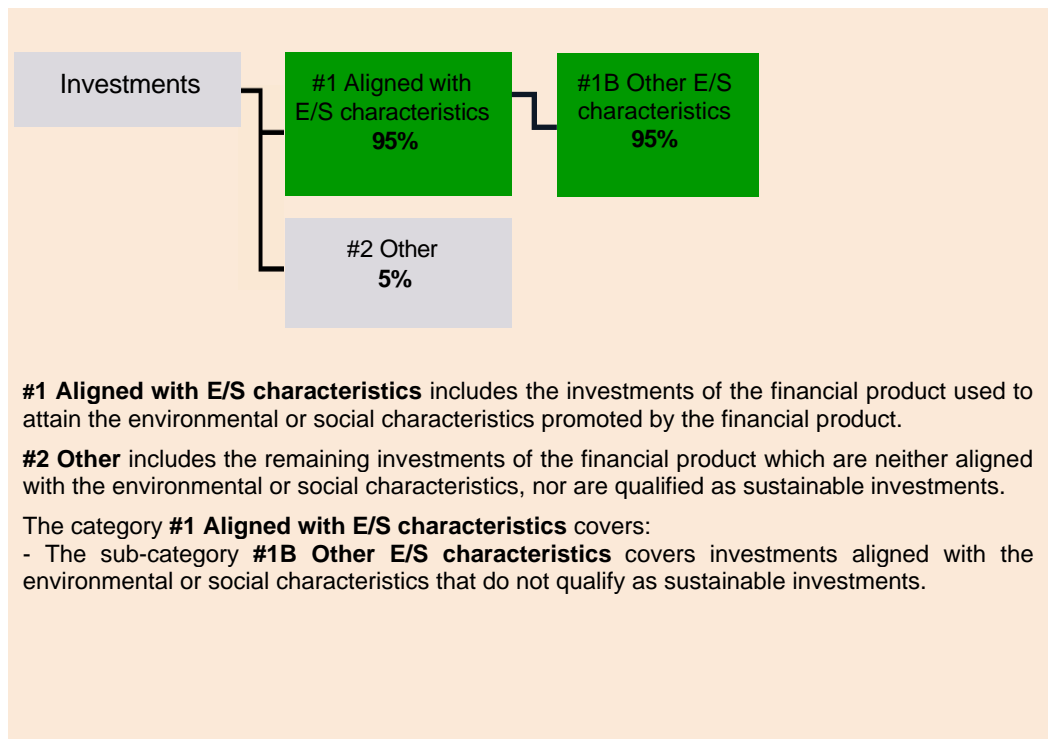 Investments
#1 Aligned with
E/S characteristics
95%
#1B Other E/S
characteristics
95%
#2 Other
5%
#1 Aligned with E/S characteristics includes the investments of the financial product used to
attain the environmental or social characteristics promoted by the financial product.
#2 Other includes the remaining investments of the financial product which are neither aligned
with the environmental or social characteristics, nor are qualified as sustainable investments.
The category #1 Aligned with E/S characteristics covers:
- The sub-category #1B Other E/S characteristics covers investments aligned with the
environmental or social characteristics that do not qualify as sustainable investments.